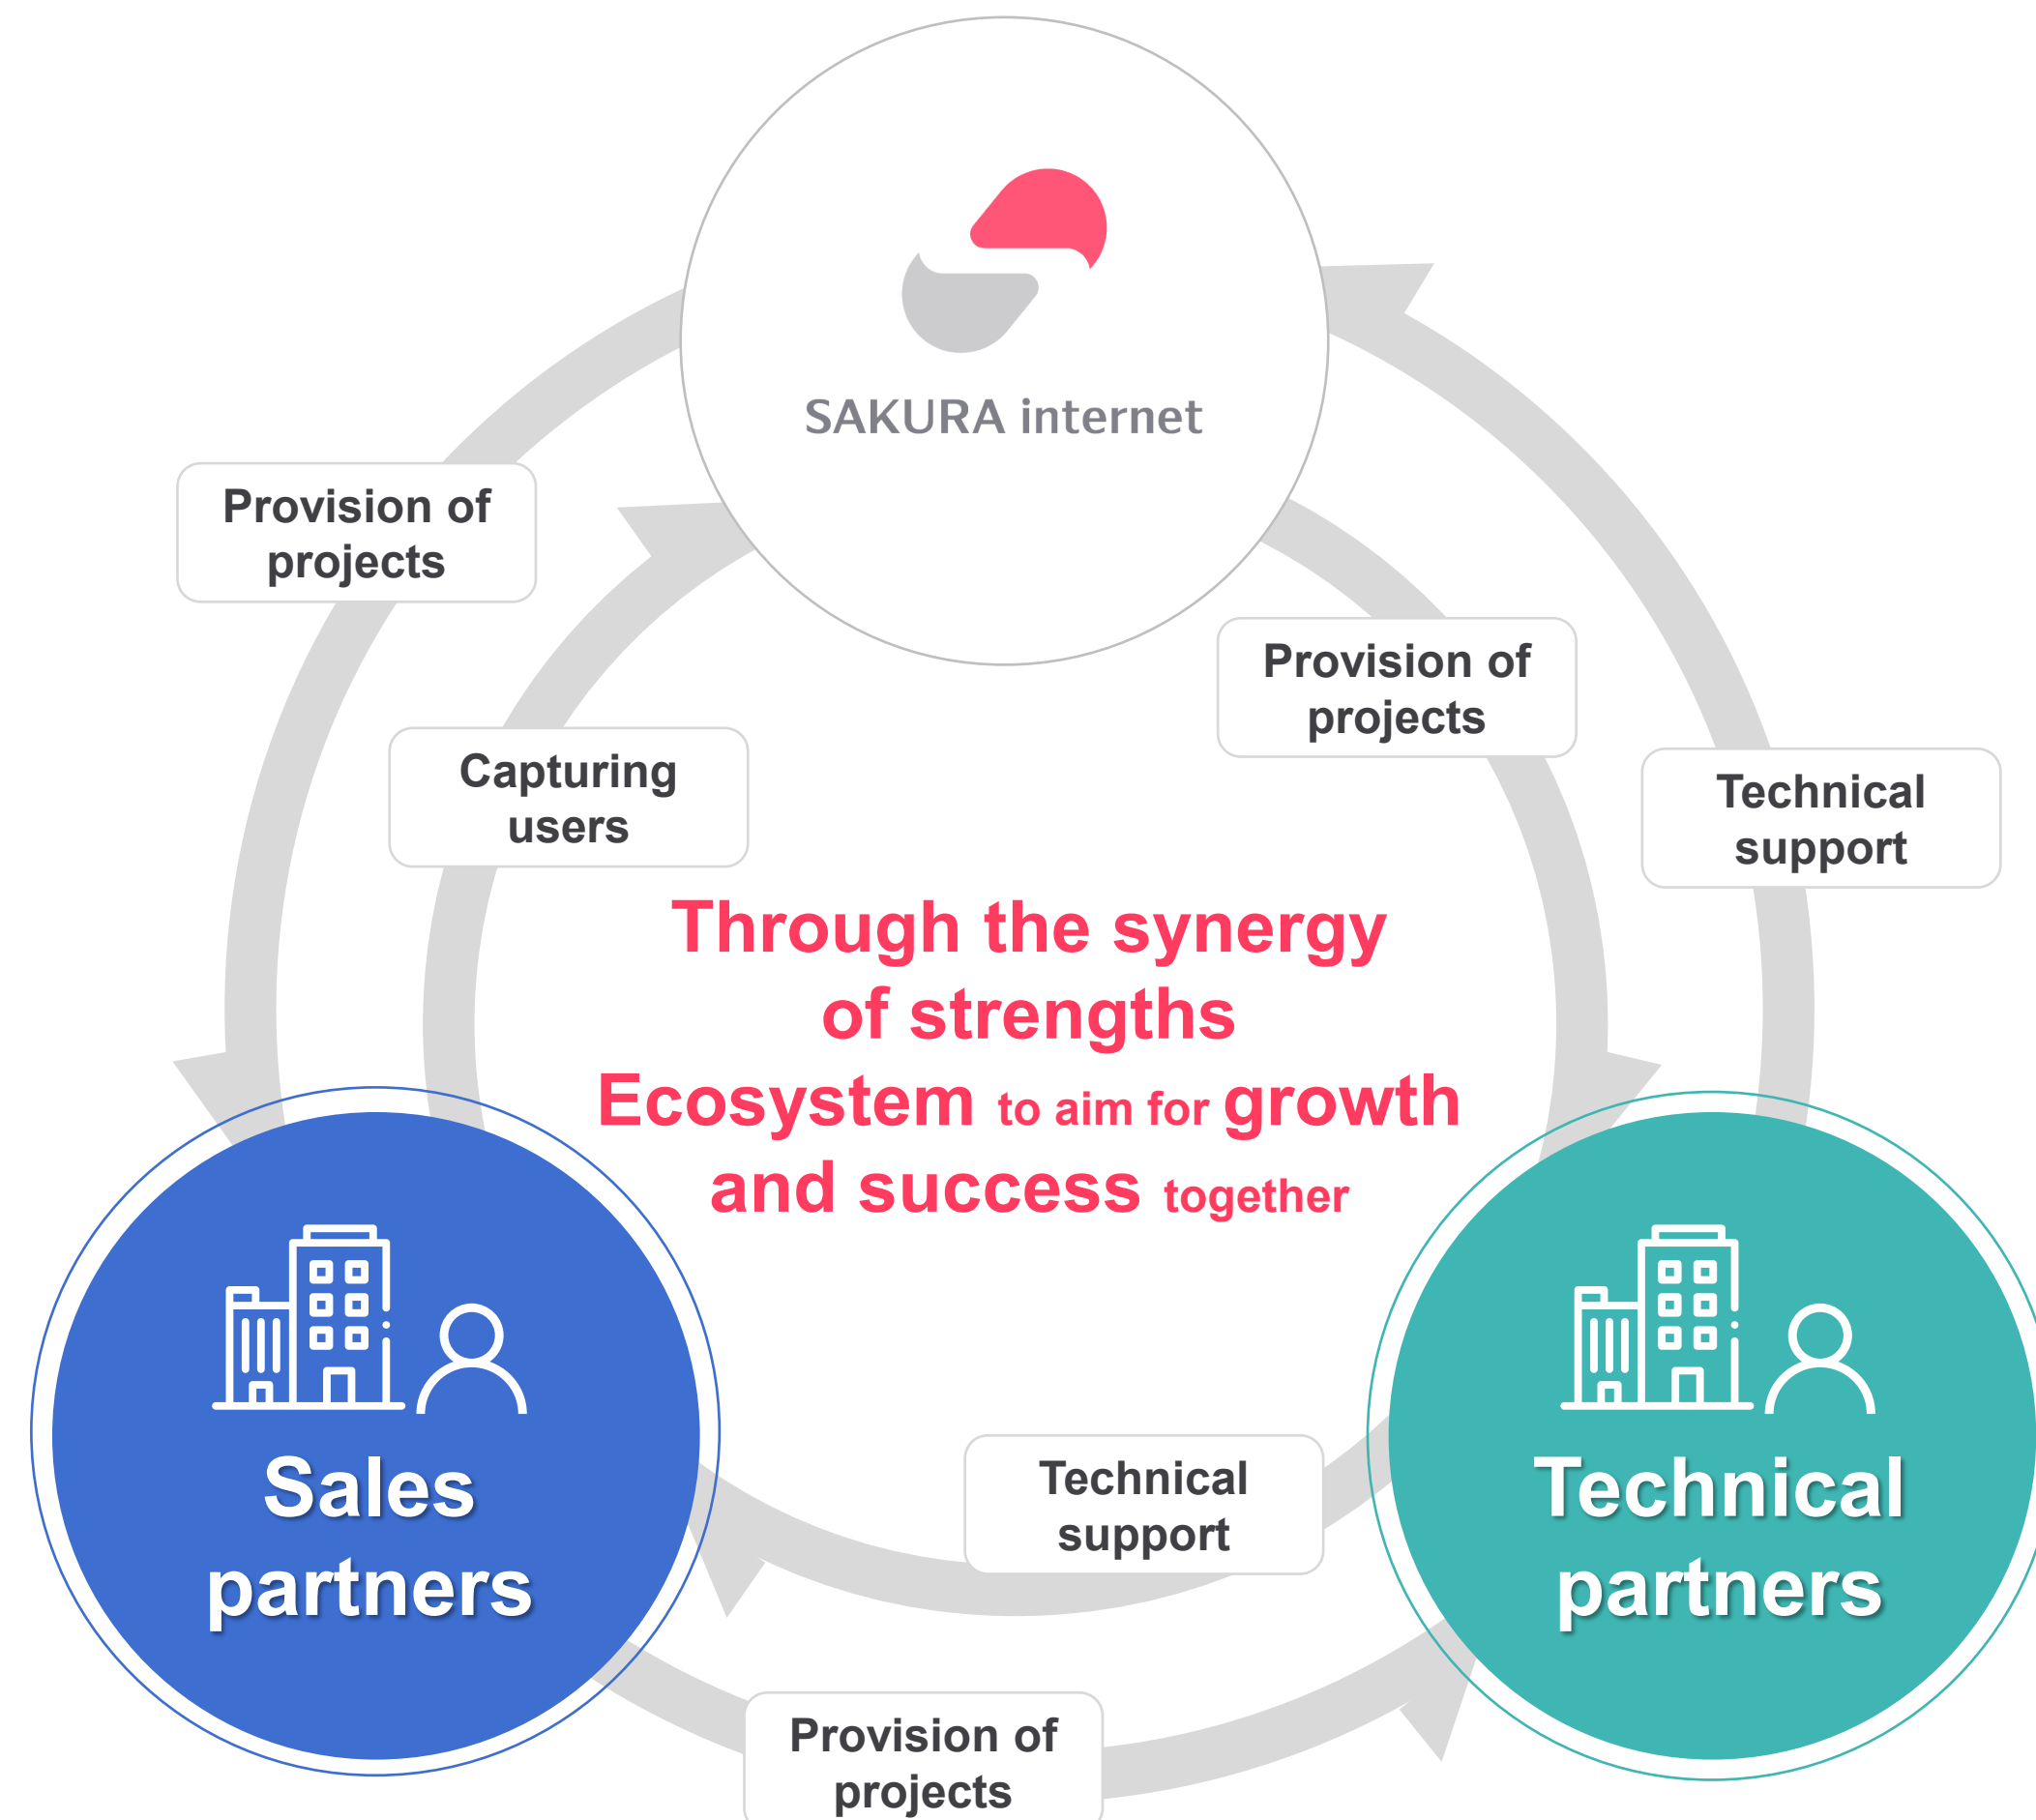 SAKURA internet
Provision of
projects
Provision of
projects
Capturing
users
Technical
support
Through the synergy
of strengths
Ecosystem to aim for growth
and success together
Sales
partners
Technical
partners
Technical
support
Provision of
projects